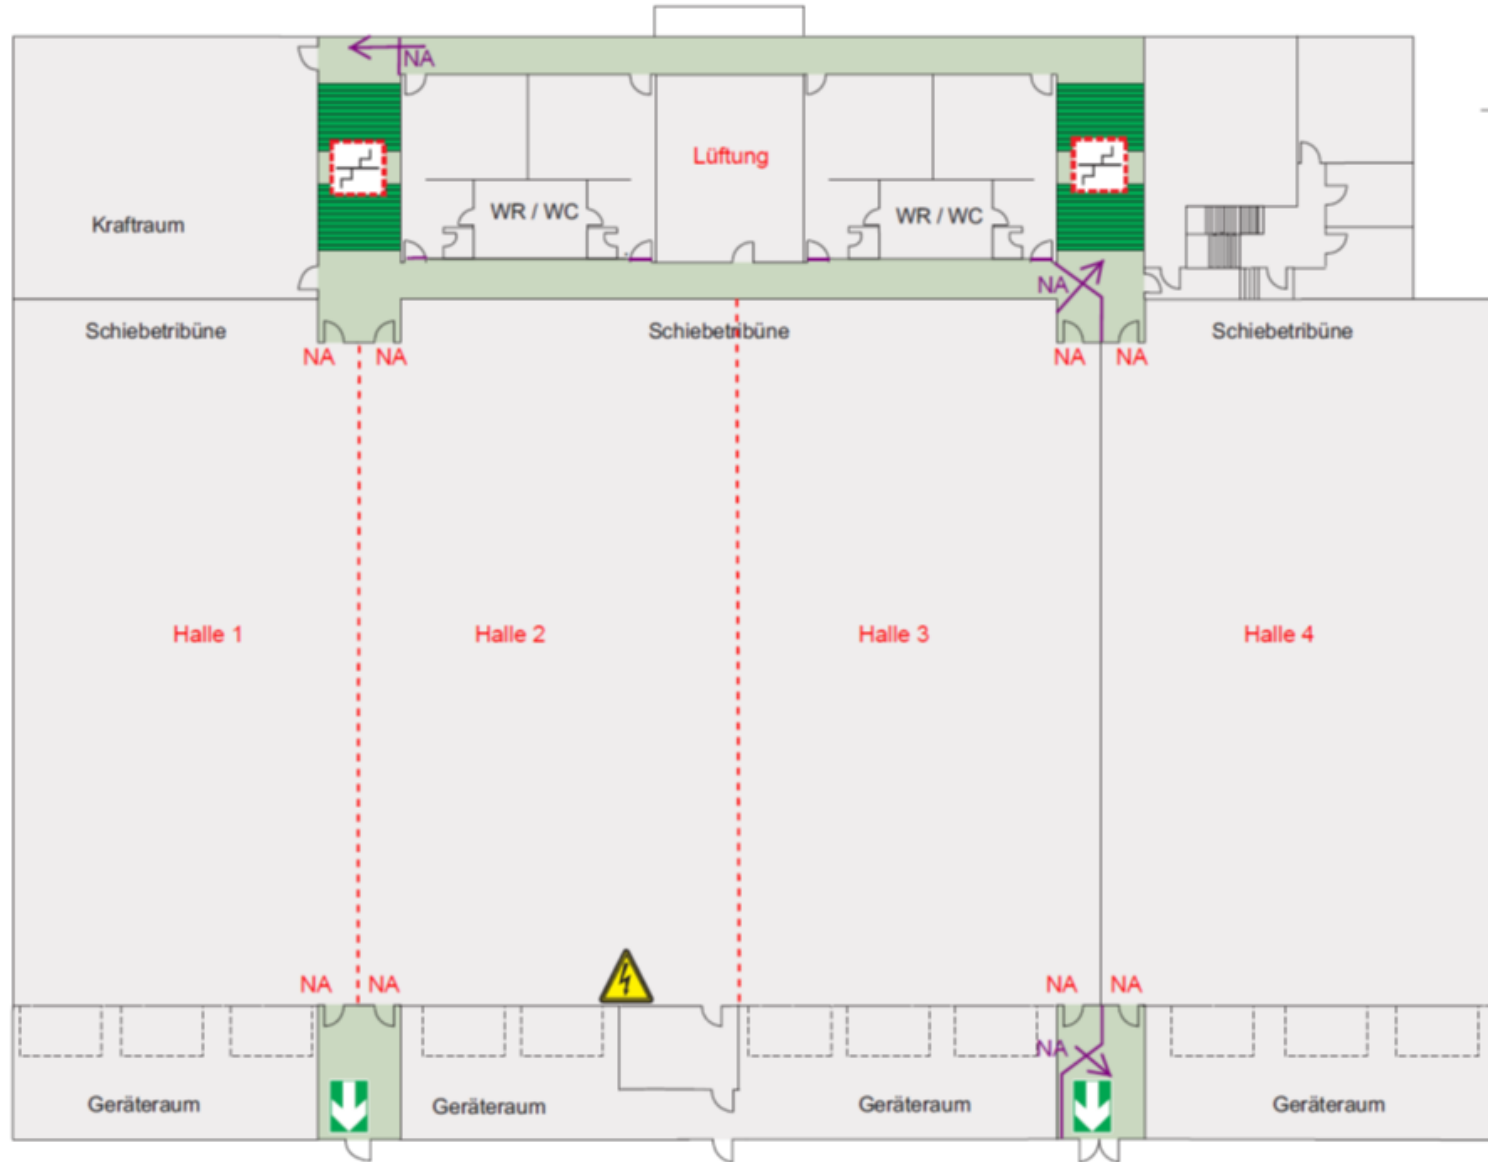 NA
Lüftung
WR / WC
WR / WC
Kraftraum
NA
Schiebetribüne
Schiebetribüne
Schiebetribüne
NA NA
NA NA
Halle 1
Halle 2
Halle 3
Halle 4
NA NA
NA NA
NA
Geräteraum
Geräteraum
Geräteraum
Geräteraum